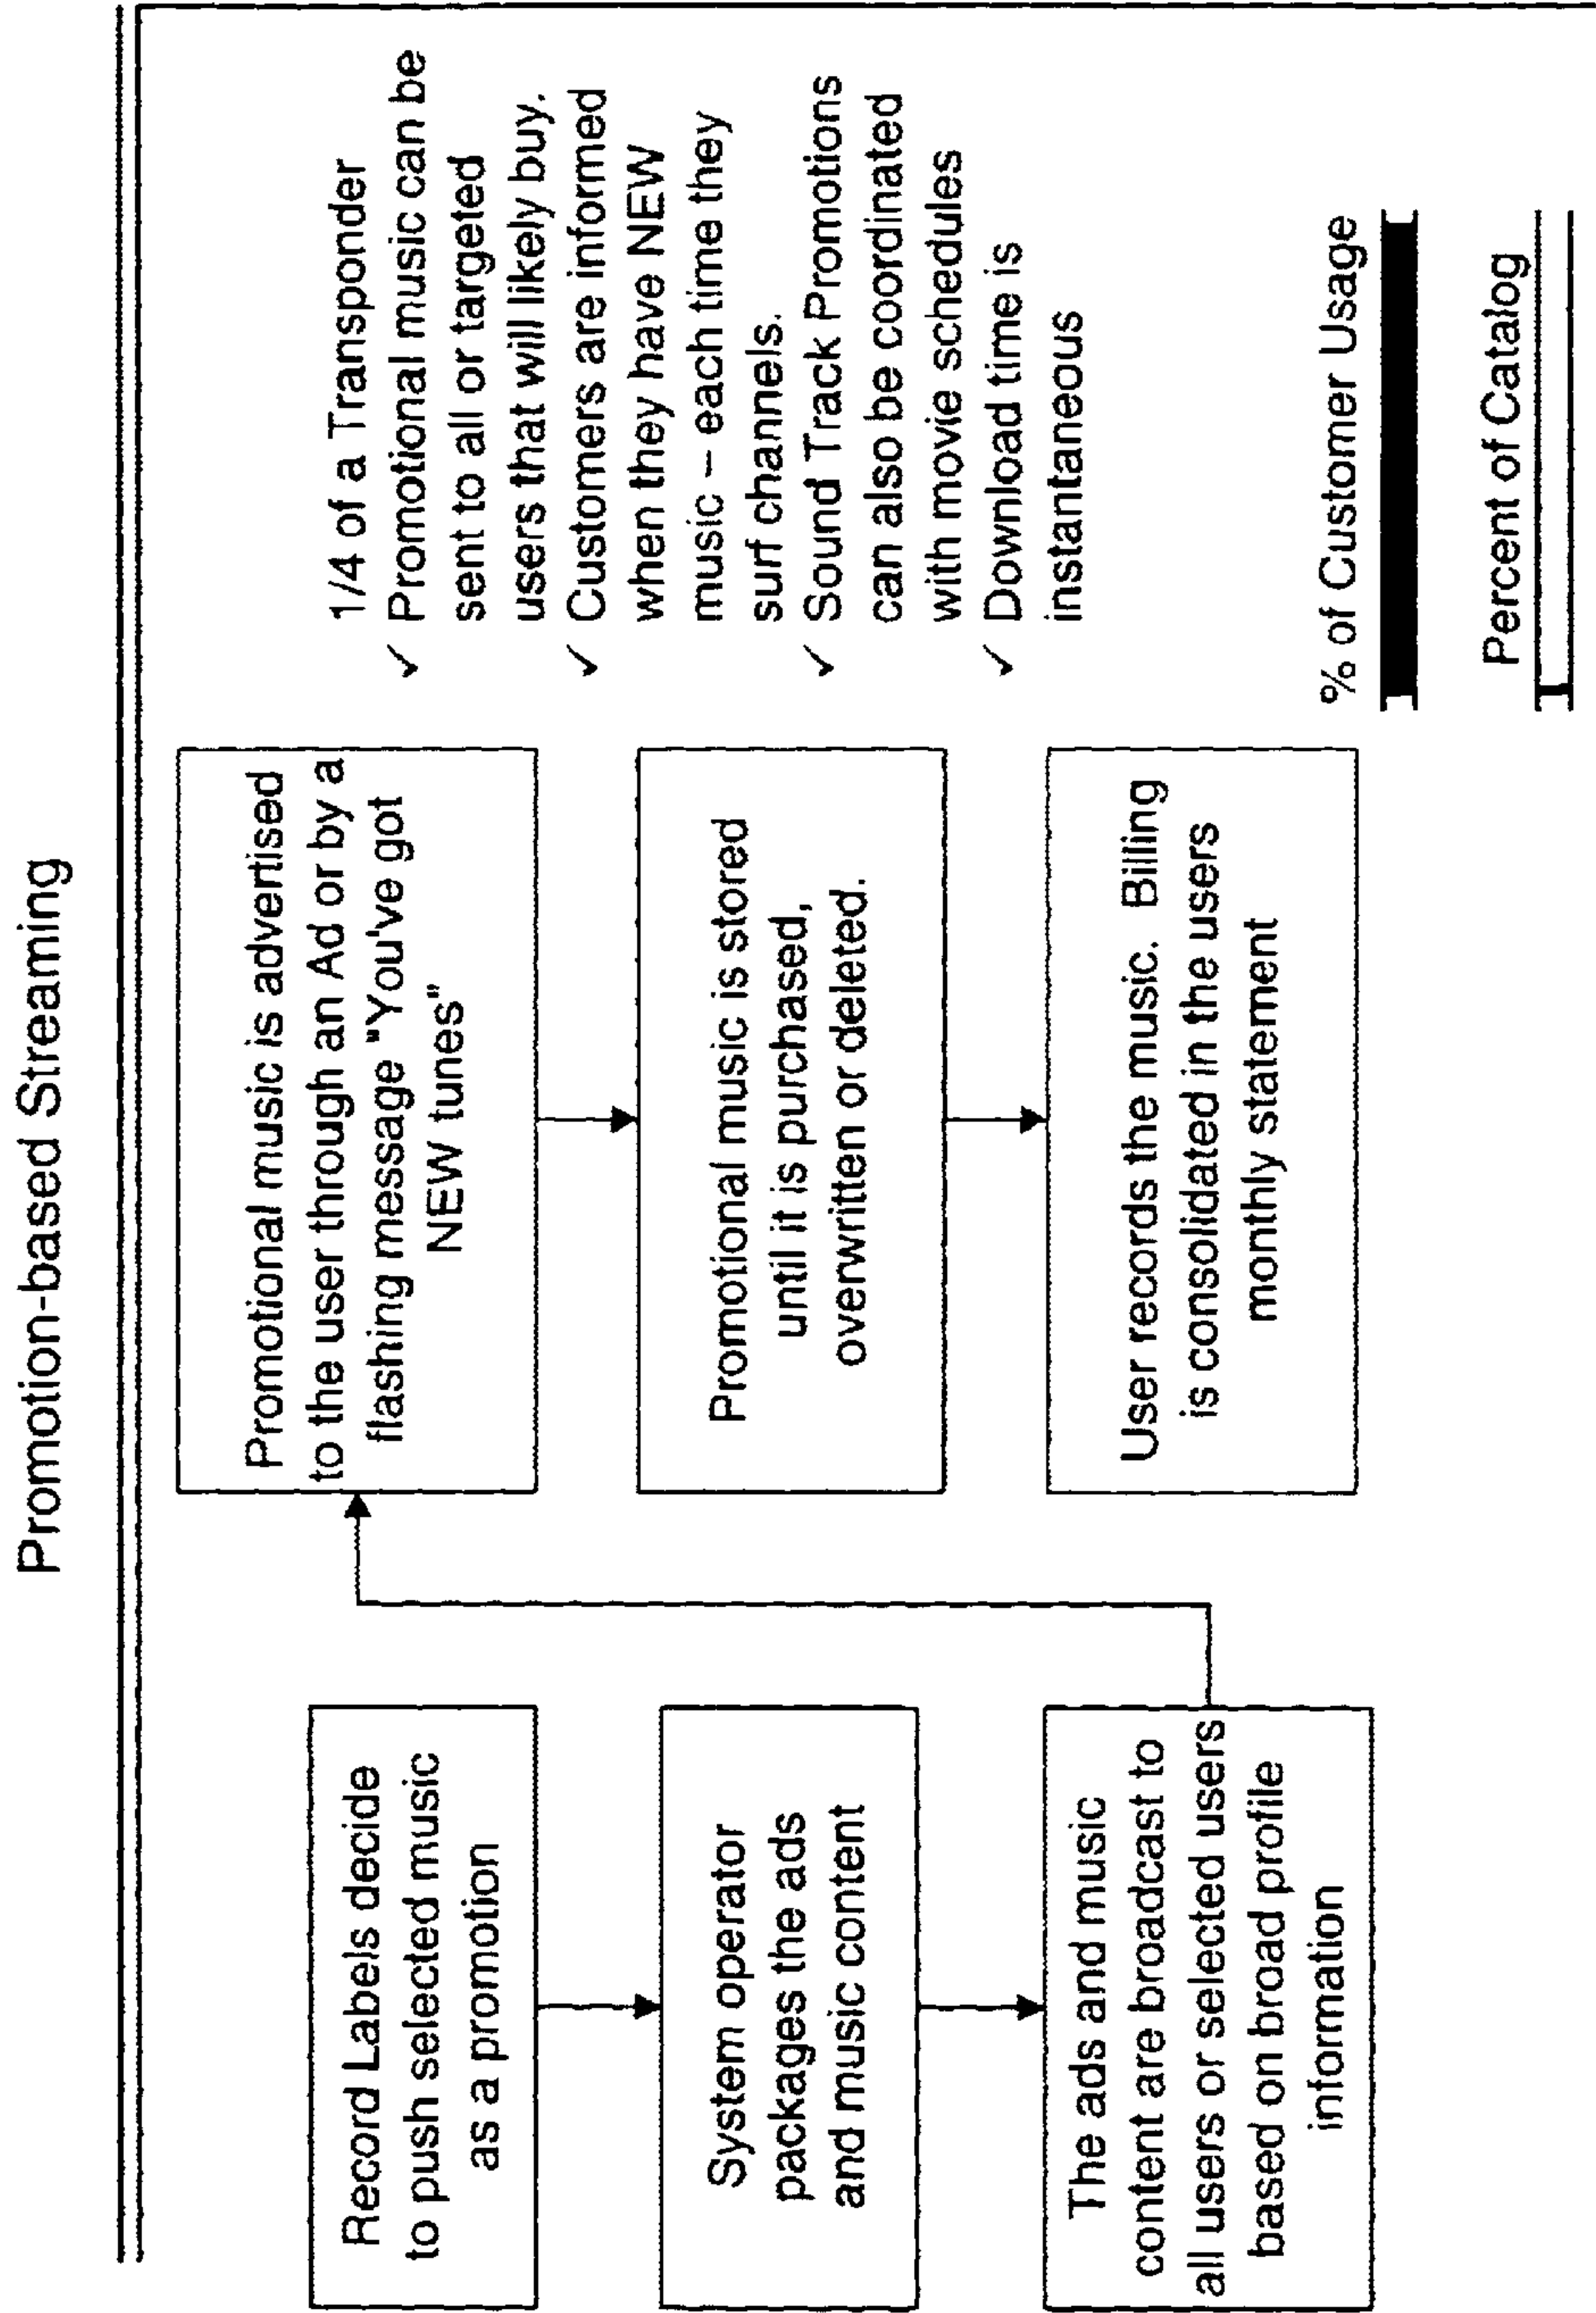 Promotion-based Streaming
Record Labels decide
to push selected music
as a promotion
System operator
packages the ads
and music content
The ads and music
content are broadcast to
all users or selected users
based on broad profile
information
Promotional music is advertised
to the user through an Ad or by a
flashing message "You've got
NEW tunes"
Promotional music is stored
until it is purchased,
overwritten or deleted.
User records the music. Billing
is consolidated in the users
monthly statement
1/4 of a Transponder
✓ Promotional music can be
sent to all or targeted
users that will likely buy.
✓ Customers are informed
when they have NEW
music – each time they
surf channels.
✓ Sound Track Promotions
can also be coordinated
with movie schedules
✓ Download time is
instantaneous
% of Customer Usage
Percent of Catalog